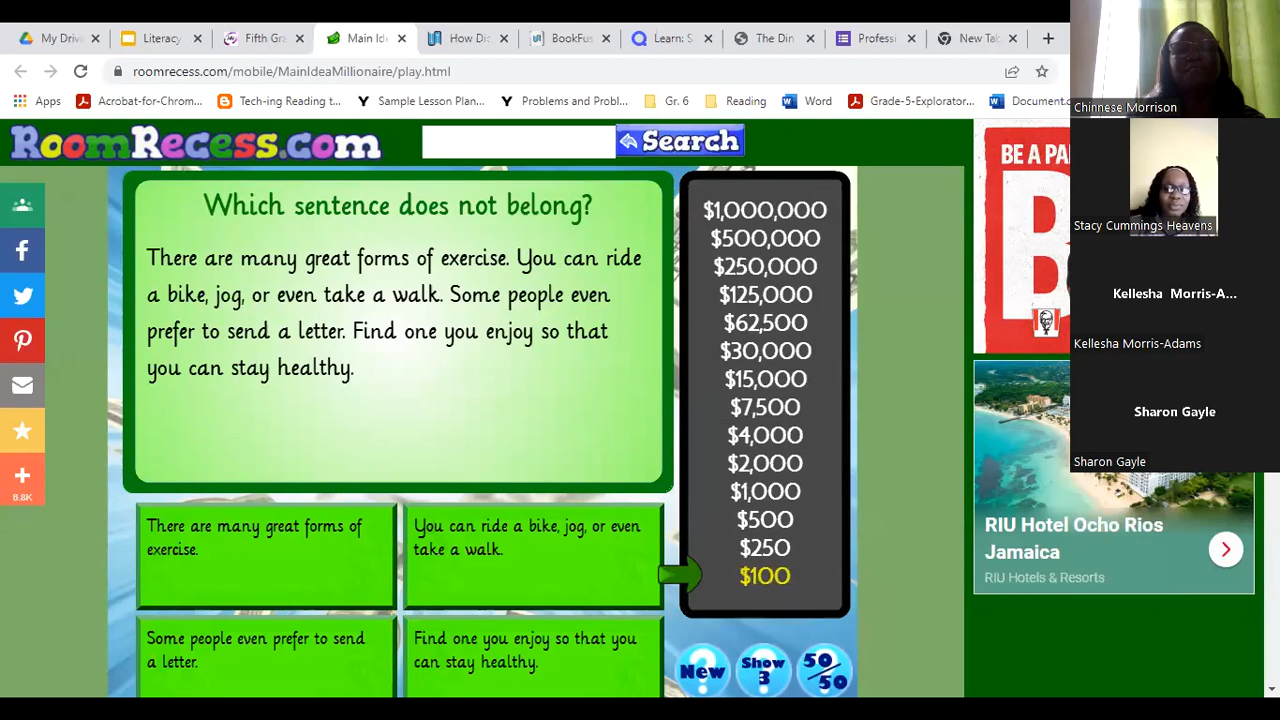 My Driv
Literacy
Fifth Gra
Main Ide
How Dic
BookFus
Learn: S
The Din
Professi
New Tab
roomrecess.com/mobile/MainIdeaMillionaire/play.html
Apps
Acrobat-for-Chrom...
Tech-ing Reading t...
Sample Lesson Plan...
Problems and Probl...
Gr. 6
Reading
Word
Grade-5-Explorator...
Document.c
RoomRecess.com
Search
Which sentence does not belong?
There are many great forms of exercise. You can ride
a bike, jog, or even take a walk. Some people even
prefer to send a letter. Find one you enjoy so that
you can stay healthy.
There are many great forms of
exercise.
You can ride a bike, jog, or even
take a walk.
Some people even prefer to send
a letter.
Find one you enjoy so that you
can stay healthy.
$1,000,000
$500,000
$250,000
$125,000
$62,500
$30,000
$15,000
$7,500
$4,000
$2,000
$1,000
$500
$250
$100
New
Show
3
50/50
8.8K
BE A PA
B
KFC
RIU Hotel Ocho Rios
Jamaica
RIU Hotels & Resorts
Chinnese Morrison
Stacy Cummings Heavens
Kellesha Morris-A...
Kellesha Morris-Adams
Sharon Gayle
Sharon Gayle